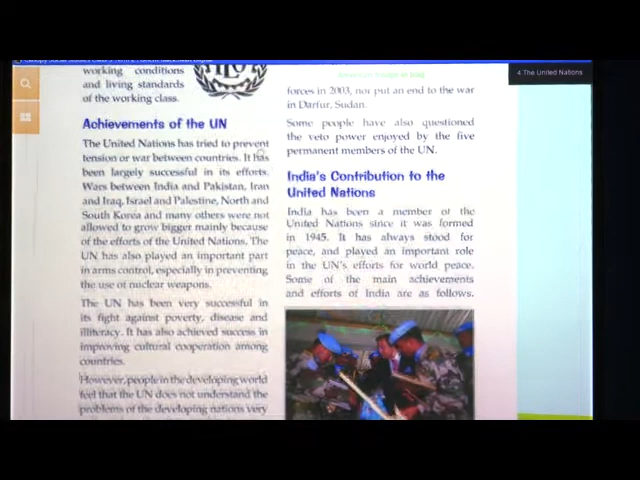 4 The United Nations
working conditions
and living standards
of the working class.
Achievements of the UN
The United Nations has tried to prevent
tension or war between countries. It has
been largely successful in its efforts.
Wars between India and Pakistan, Iran
and Iraq, Israel and Palestine, North and
South Korea and many others were not
allowed to grow bigger mainly because
of the efforts of the United Nations. The
UN has also played an important part
in arms control, especially in preventing
the use of nuclear weapons.
The UN has been very successful in
its fight against poverty, disease and
illiteracy. It has also achieved success in
improving cultural cooperation among
countries.
However, people in the developing world
feel that the UN does not understand the
problems of the developing nations very
forces in 2003, nor put an end to the war
in Darfur, Sudan.
Some people have also questioned
the veto power enjoyed by the five
permanent members of the UN.
India's Contribution to the
United Nations
India has been a member of the
United Nations since it was formed
in 1945. It has always stood for
peace, and played an important role
in the UN's efforts for world peace.
Some of the main achievements
and efforts of India are as follows.